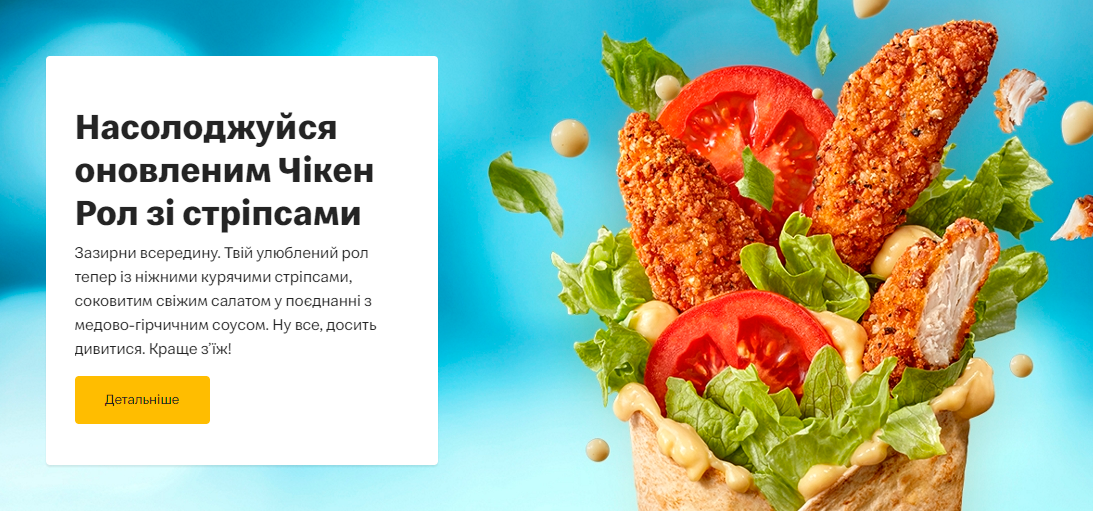 Насолоджуйся
оновленим Чікен
Рол зі стріпсами
Зазирни всередину. Твій улюблений рол
тепер із ніжними курячими стріпсами,
соковитим свіжим салатом у поєднанні з
медово-гірчичним соусом. Ну все, досить
дивитися. Краще з’їж!
Детальніше